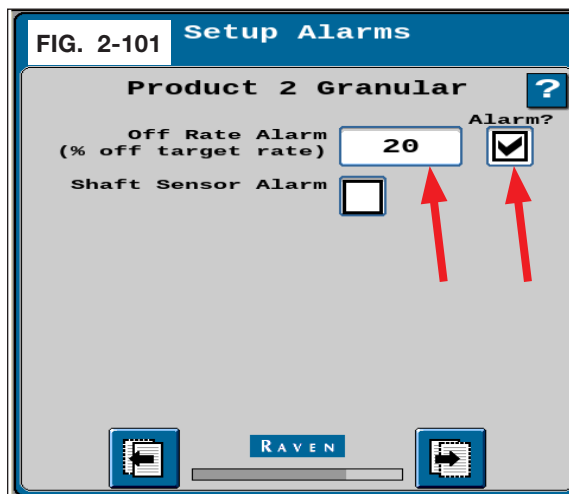 FIG. 2-101
Setup Alarms
Product 2 Granular
?
Alarm?
Off Rate Alarm
(% off target rate)
20
Shaft Sensor Alarm
RAVEN